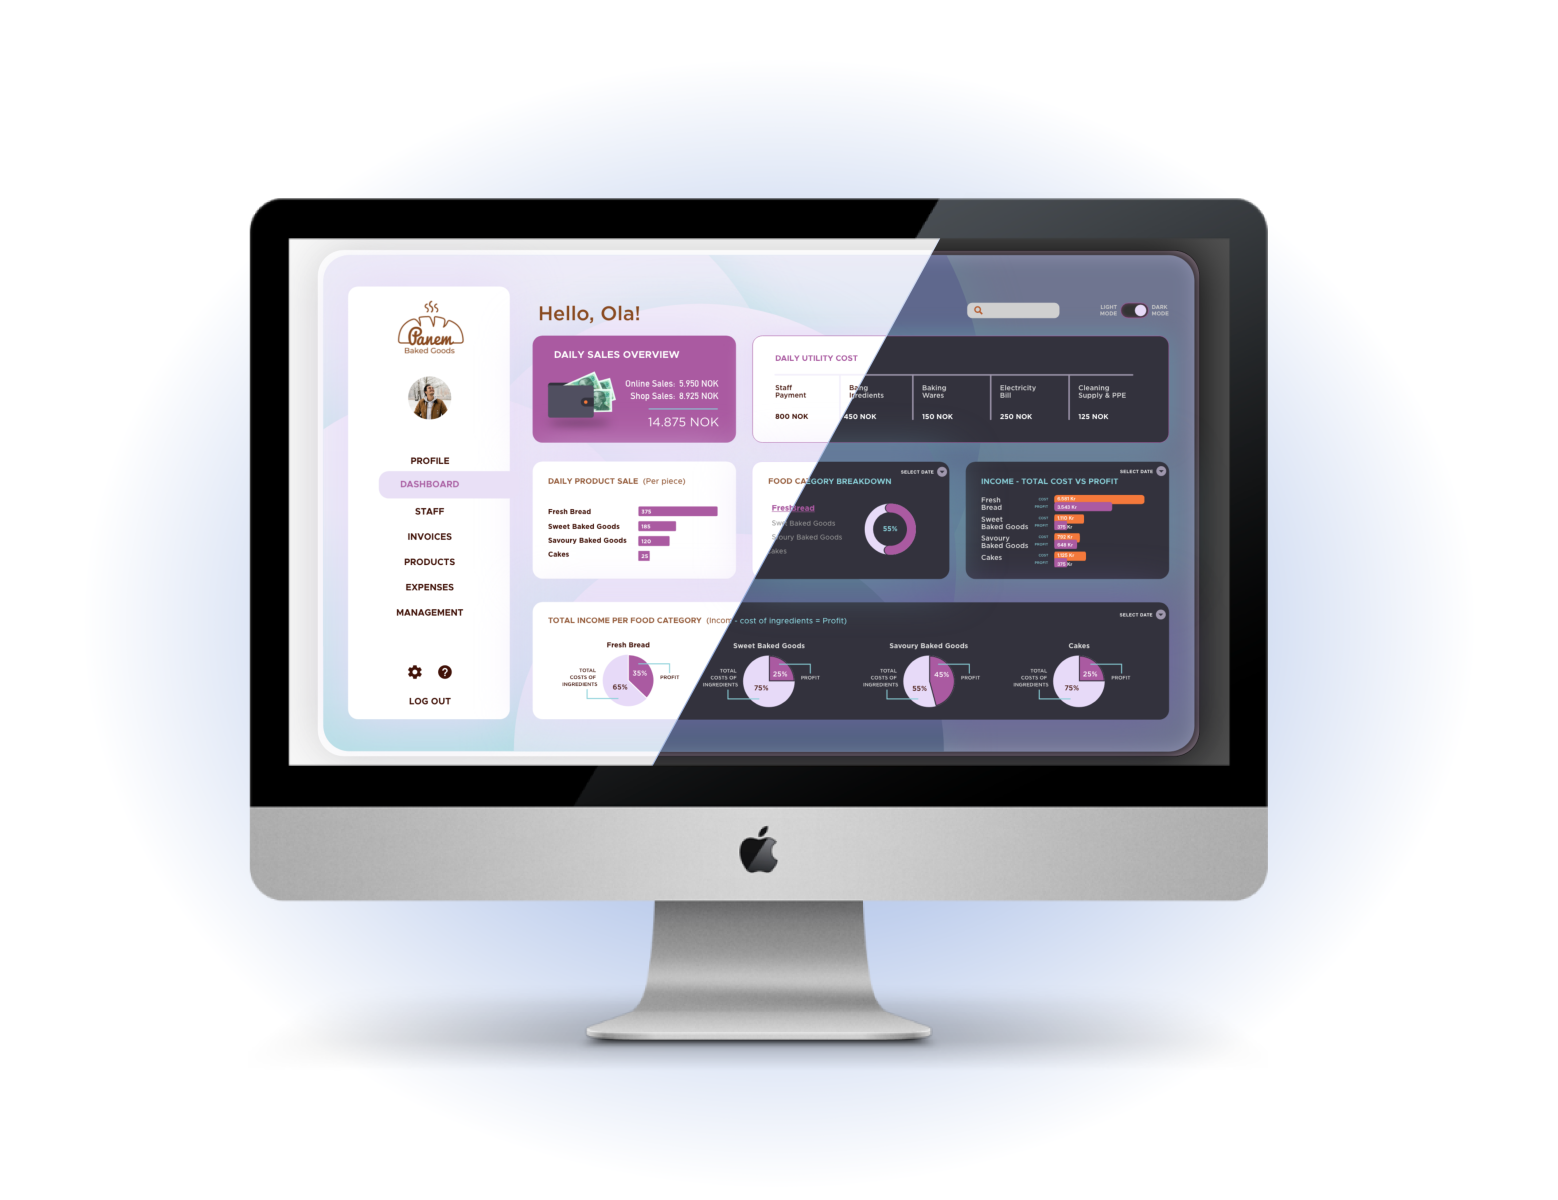 Panem
Baked Goods
PROFILE
DASHBOARD
STAFF
INVOICES
PRODUCTS
EXPENSES
MANAGEMENT
LOG OUT
Hello, Ola!
LIGHT MODE
DARK MODE
DAILY SALES OVERVIEW
Online Sales: 5.950 NOK
Shop Sales: 8.925 NOK
14.875 NOK
DAILY UTILITY COST
Staff
Payment
800 NOK
450 NOK
Baking
Wares
150 NOK
Electricity
Bill
250 NOK
Cleaning
Supply & PPE
125 NOK
DAILY PRODUCT SALE (Per piece)
Fresh Bread 375
Sweet Baked Goods 185
Savoury Baked Goods 120
Cakes 25
SELECT DATE
FOOD CATEGORY BREAKDOWN
Fresh Bread
Sweet Baked Goods
Savoury Baked Goods
Cakes
55%
SELECT DATE
INCOME - TOTAL COST VS PROFIT
Fresh
Bread
COST
PROFIT 3.543 Kr
Sweet
Baked Goods
COST
PROFIT
Savoury
Baked Goods
COST
PROFIT 648 Kr
Cakes
COST
PROFIT
SELECT DATE
TOTAL INCOME PER FOOD CATEGORY (Incom - cost of ingredients = Profit)
Fresh Bread
TOTAL
COSTS OF
INGREDIENTS
65%
35%
PROFIT
Sweet Baked Goods
TOTAL
COSTS OF
INGREDIENTS
75%
25%
PROFIT
Savoury Baked Goods
TOTAL
COSTS OF
INGREDIENTS
55%
45%
PROFIT
Cakes
TOTAL
COSTS OF
INGREDIENTS
75%
25%
PROFIT